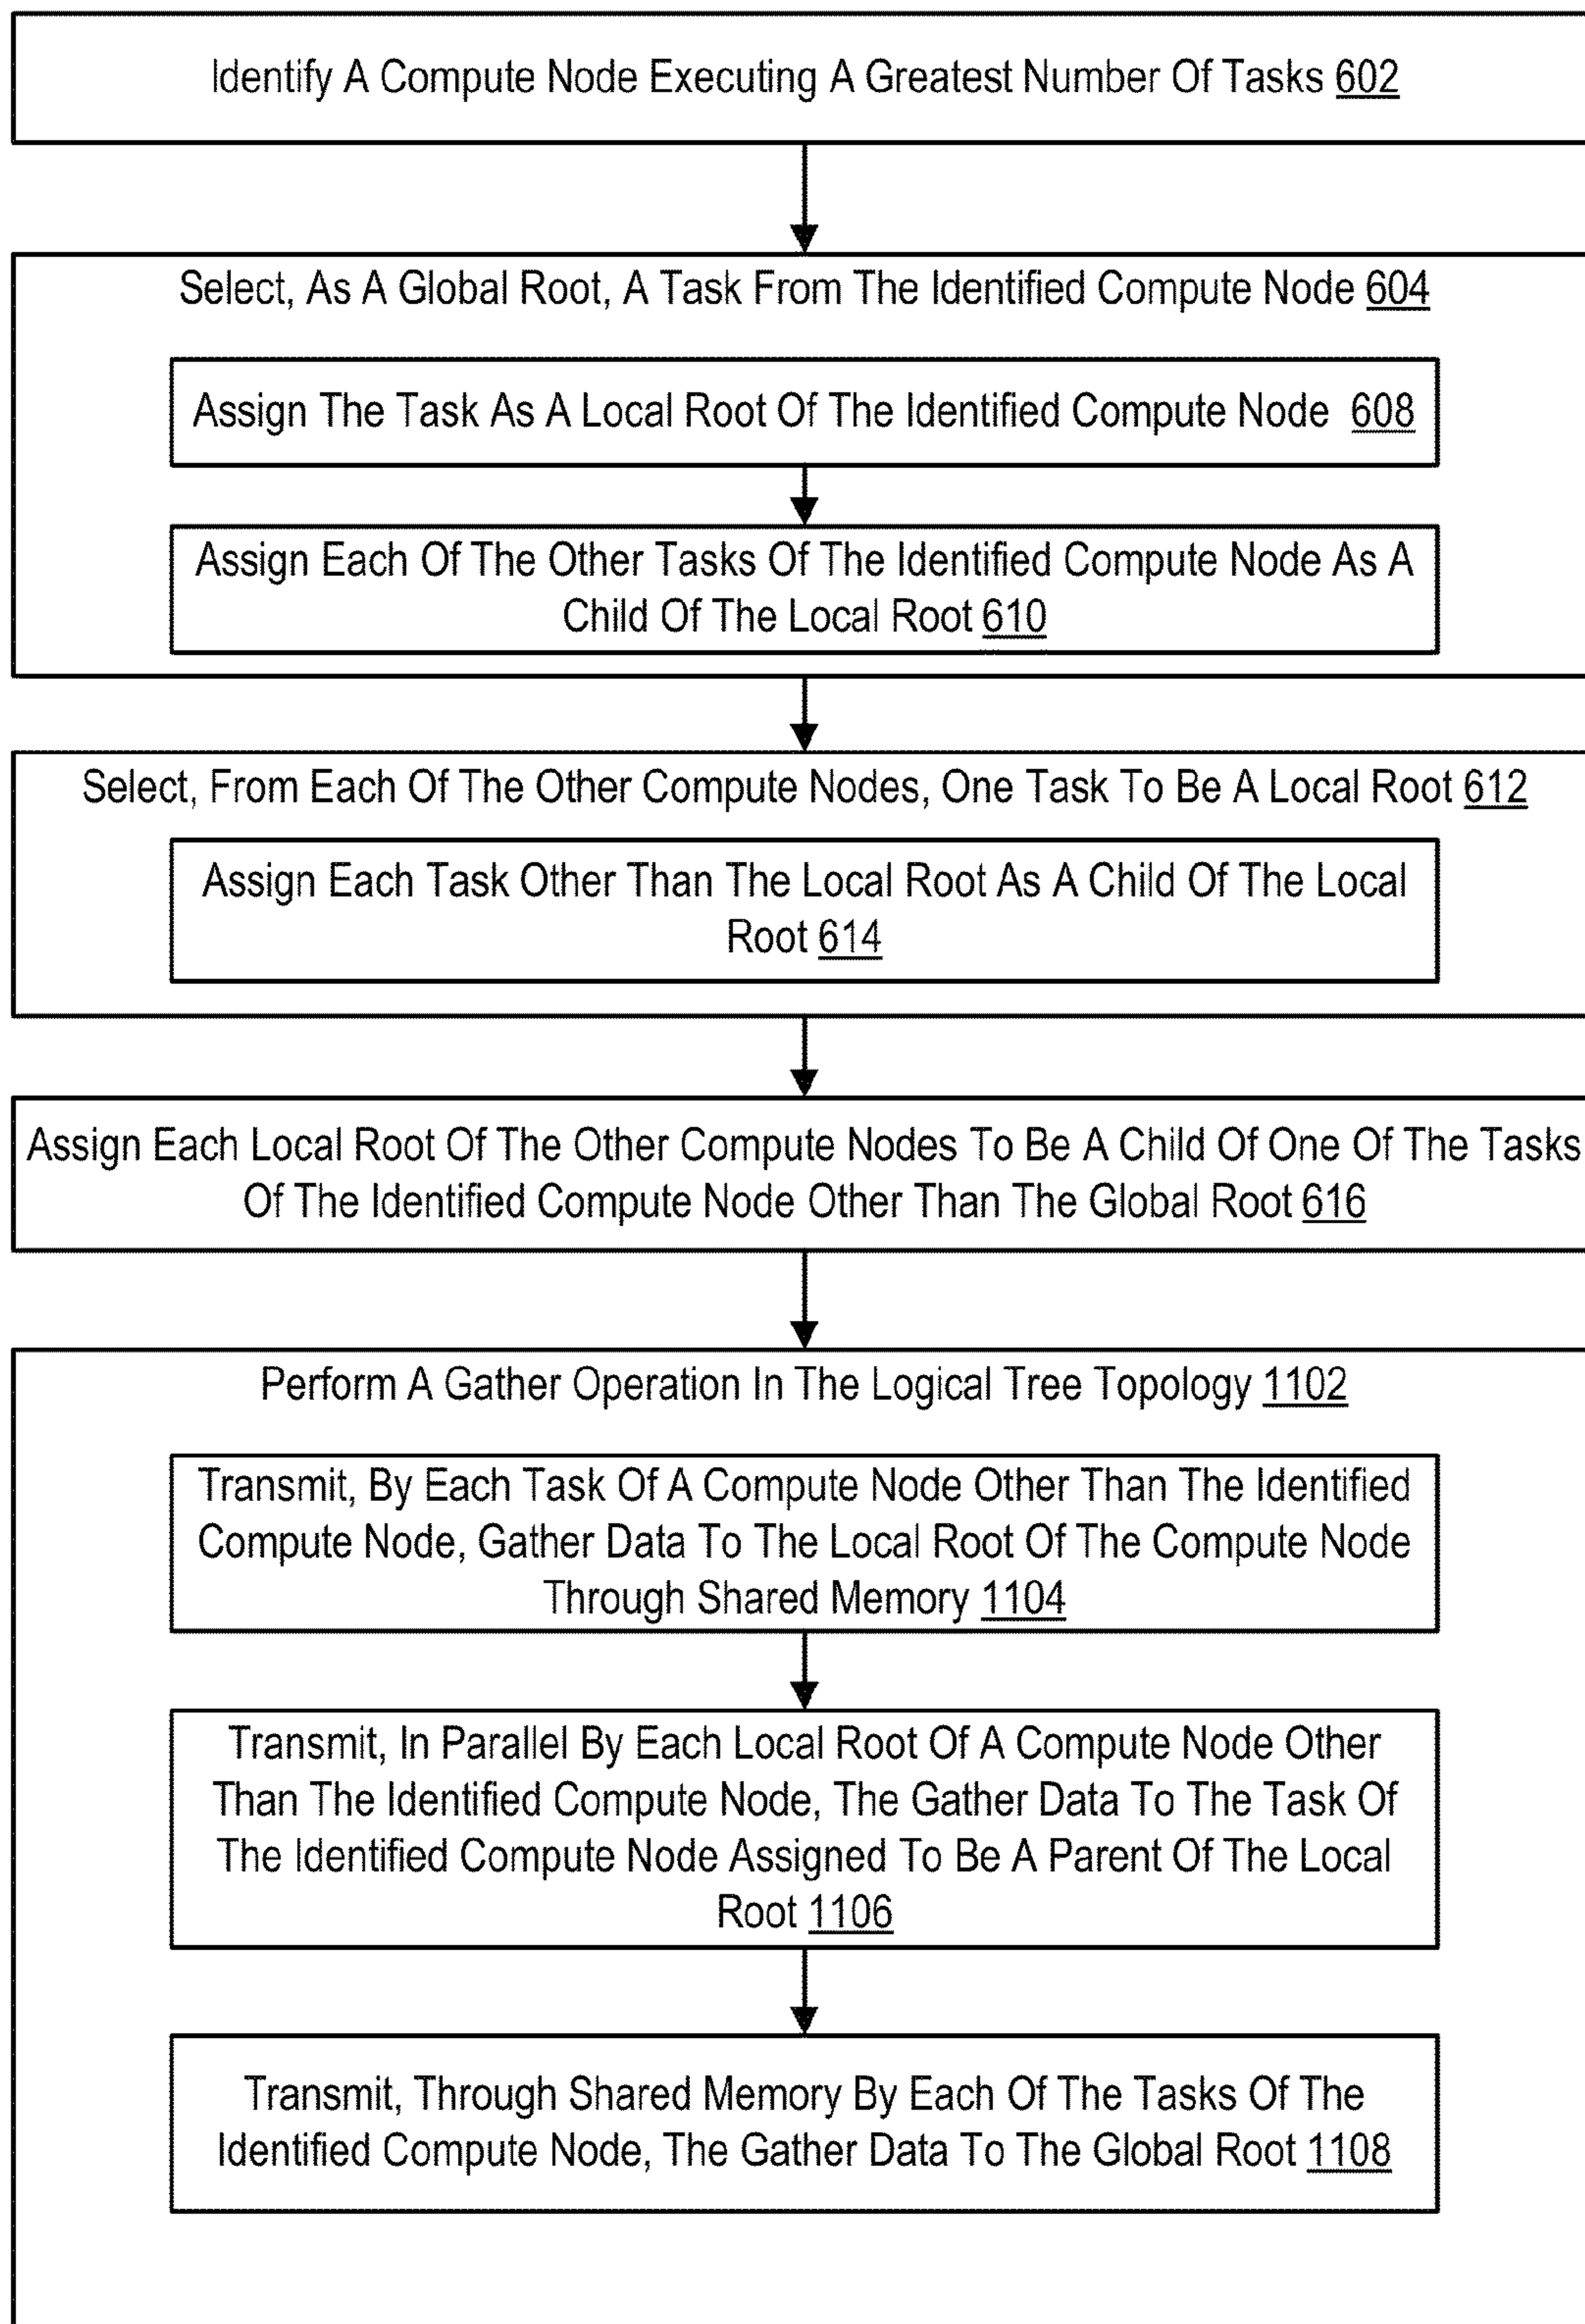 Identify A Compute Node Executing A Greatest Number Of Tasks 602
Select, As A Global Root, A Task From The Identified Compute Node 604
Assign The Task As A Local Root Of The Identified Compute Node 608
Assign Each Of The Other Tasks Of The Identified Compute Node As A
Child Of The Local Root 610
Select, From Each Of The Other Compute Nodes, One Task To Be A Local Root 612
Assign Each Task Other Than The Local Root As A Child Of The Local
Root 614
Assign Each Local Root Of The Other Compute Nodes To Be A Child Of One Of The Tasks
Of The Identified Compute Node Other Than The Global Root 616
Perform A Gather Operation In The Logical Tree Topology 1102
Transmit, By Each Task Of A Compute Node Other Than The Identified
Compute Node, Gather Data To The Local Root Of The Compute Node
Through Shared Memory 1104
Transmit, In Parallel By Each Local Root Of A Compute Node Other
Than The Identified Compute Node, The Gather Data To The Task Of
The Identified Compute Node Assigned To Be A Parent Of The Local
Root 1106
Transmit, Through Shared Memory By Each Of The Tasks Of The
Identified Compute Node, The Gather Data To The Global Root 1108